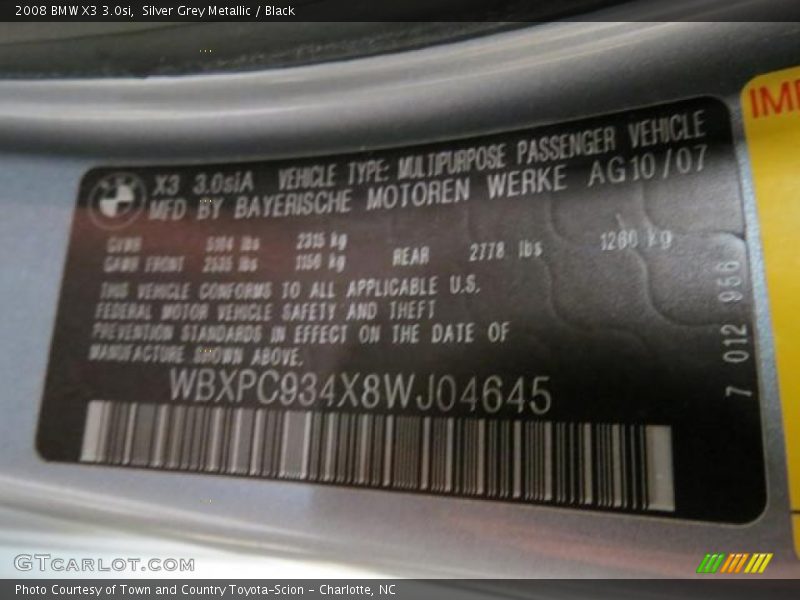 2008 BMW X3 3.0si, Silver Grey Metallic / Black
IMP
X3 3.0siA VEHICLE TYPE: MULTIPURPOSE PASSENGER VEHICLE
MFD BY BAYERISCHE MOTOREN WERKE AG 10/07
GVWR 5104 lbs 2315 kg
GAWR FRONT 2535 lbs 1150 kg REAR 2778 lbs 1260 kg
THIS VEHICLE CONFORMS TO ALL APPLICABLE U.S.
FEDERAL MOTOR VEHICLE SAFETY AND THEFT
PREVENTION STANDARDS IN EFFECT ON THE DATE OF
MANUFACTURE SHOWN ABOVE.
WBXPC934X8WJ04645
7 012 956
GTcarlot.com
Photo Courtesy of Town and Country Toyota-Scion - Charlotte, NC